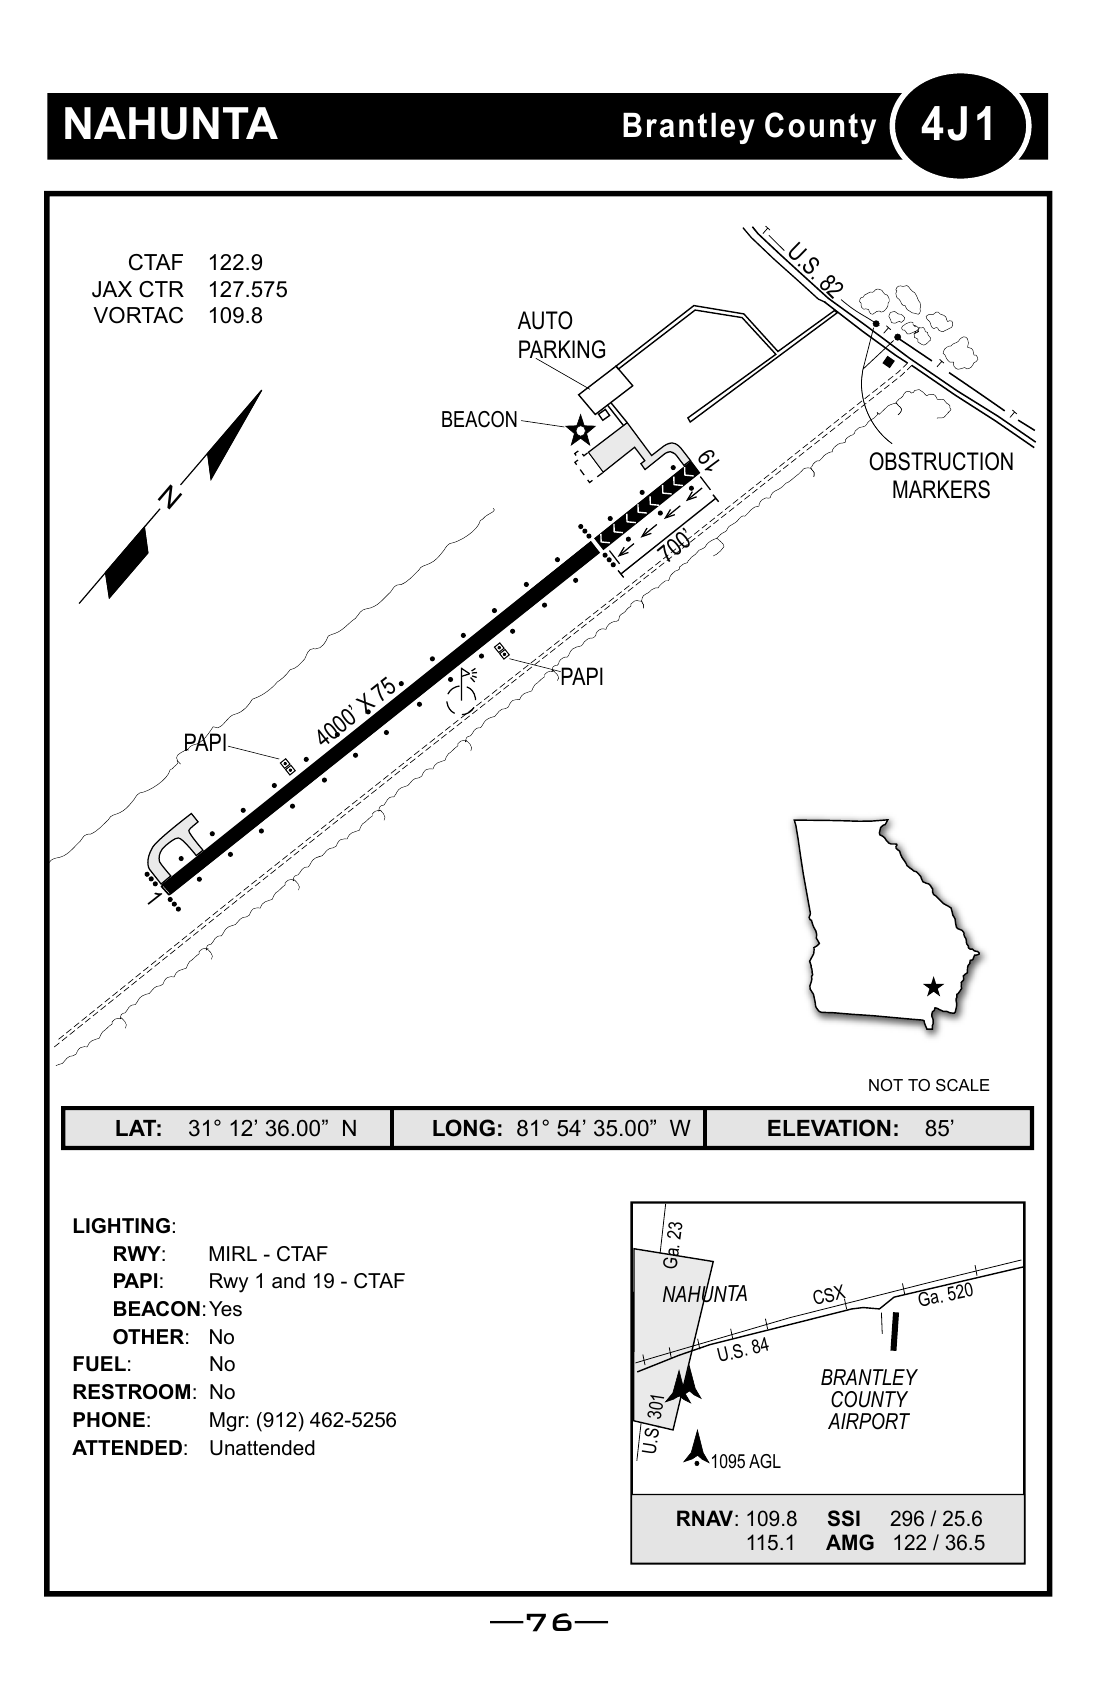 NAHUNTA
Brantley County
4J1
CTAF 122.9
JAX CTR 127.575
VORTAC 109.8
U.S. 82
T
T
T
T
AUTO
PARKING
BEACON
19
OBSTRUCTION
MARKERS
N
700’
PAPI
4000’ X 75
PAPI
1
NOT TO SCALE
LAT: 31° 12’ 36.00” N
LONG: 81° 54’ 35.00” W
ELEVATION: 85’
LIGHTING:
RWY: MIRL - CTAF
PAPI: Rwy 1 and 19 - CTAF
BEACON: Yes
OTHER: No
FUEL: No
RESTROOM: No
PHONE: Mgr: (912) 462-5256
ATTENDED: Unattended
Ga. 23
NAHUNTA
CSX
Ga. 520
U.S. 84
BRANTLEY
COUNTY
AIRPORT
U.S. 301
1095 AGL
RNAV: 109.8 SSI 296 / 25.6
115.1 AMG 122 / 36.5
76